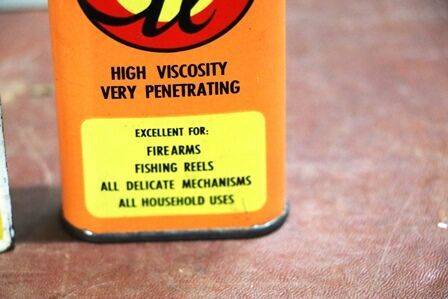 HIGH VISCOSITY
VERY PENETRATING
EXCELLENT FOR:
FIREARMS
FISHING REELS
ALL DELICATE MECHANISMS
ALL HOUSEHOLD USES